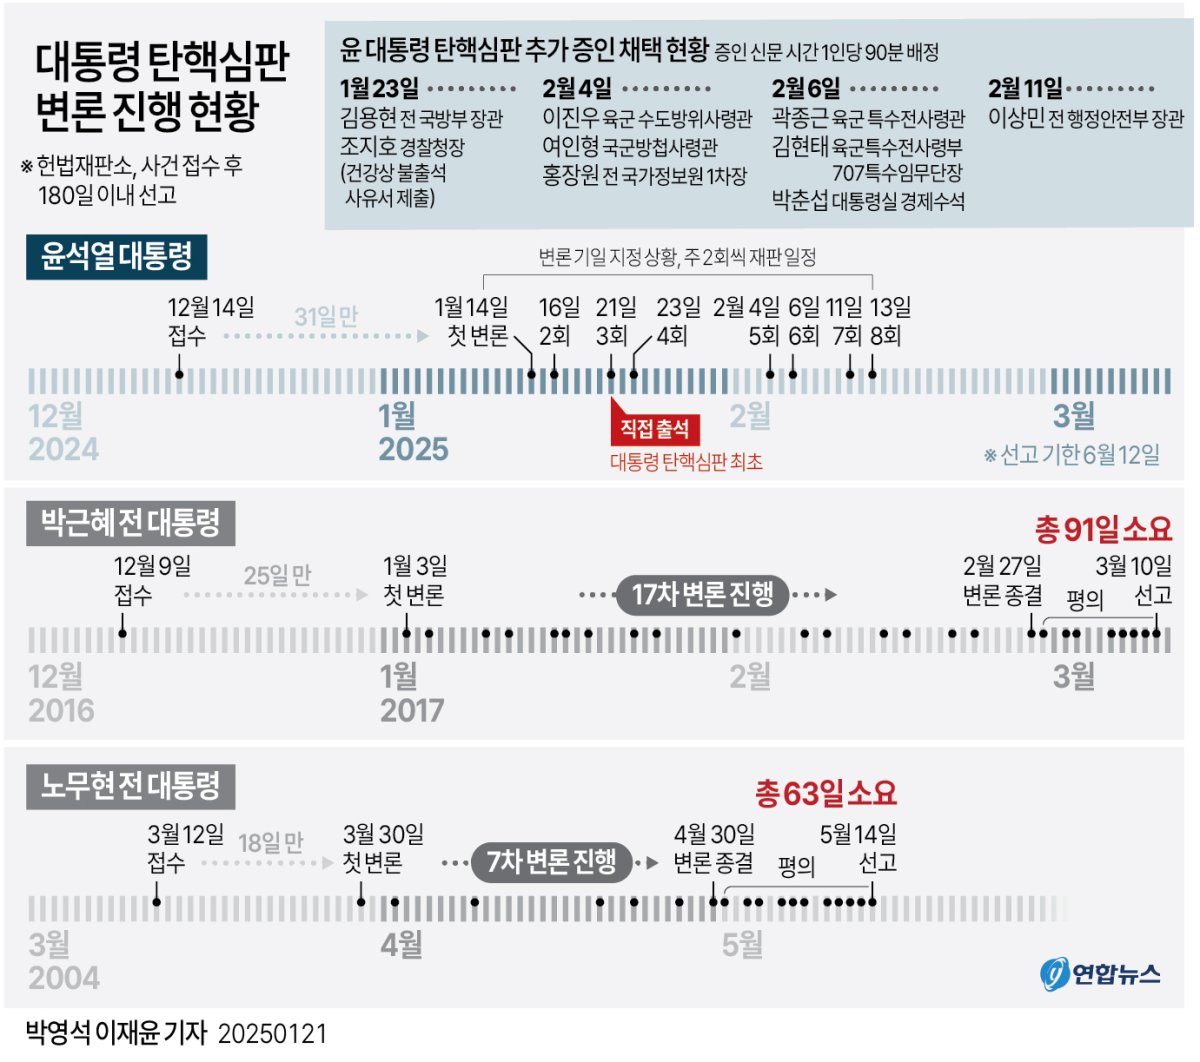 대통령 탄핵심판
변론 진행 현황
※ 헌법재판소, 사건 접수 후
180일 이내 선고
윤 대통령 탄핵심판 추가 증인 채택 현황 증인 신문 시간 1인당 90분 배정
1월 23일
김용현 전 국방부 장관
조지호 경찰청장
(건강상 불출석
사유서 제출)
2월 4일
이진우 육군 수도방위사령관
여인형 국군방첩사령관
홍장원 전 국가정보원 1차장
2월 6일
곽종근 육군 특수전사령관
김현태 육군특수전사령부
707특수임무단장
박춘섭 대통령실 경제수석
2월 11일
이상민 전 행정안전부 장관
윤석열 대통령
변론 기일 지정 상황, 주 2회씩 재판 일정
12월 14일
접수
31일 만
1월 14일
첫 변론
16일
2회
21일
3회
23일
4회
2월 4일
5회
6일
6회
11일
7회
13일
8회
12월
2024
1월
2025
2월
3월
직접 출석
대통령 탄핵심판 최초
※ 선고 기한 6월 12일
박근혜 전 대통령
총 91일 소요
12월 9일
접수
25일 만
1월 3일
첫 변론
17차 변론 진행
2월 27일
변론 종결
평의
3월 10일
선고
12월
2016
1월
2017
2월
3월
노무현 전 대통령
총 63일 소요
3월 12일
접수
18일 만
3월 30일
첫 변론
7차 변론 진행
4월 30일
변론 종결
평의
5월 14일
선고
3월
2004
4월
5월
연합뉴스
박영석 이재윤 기자 20250121